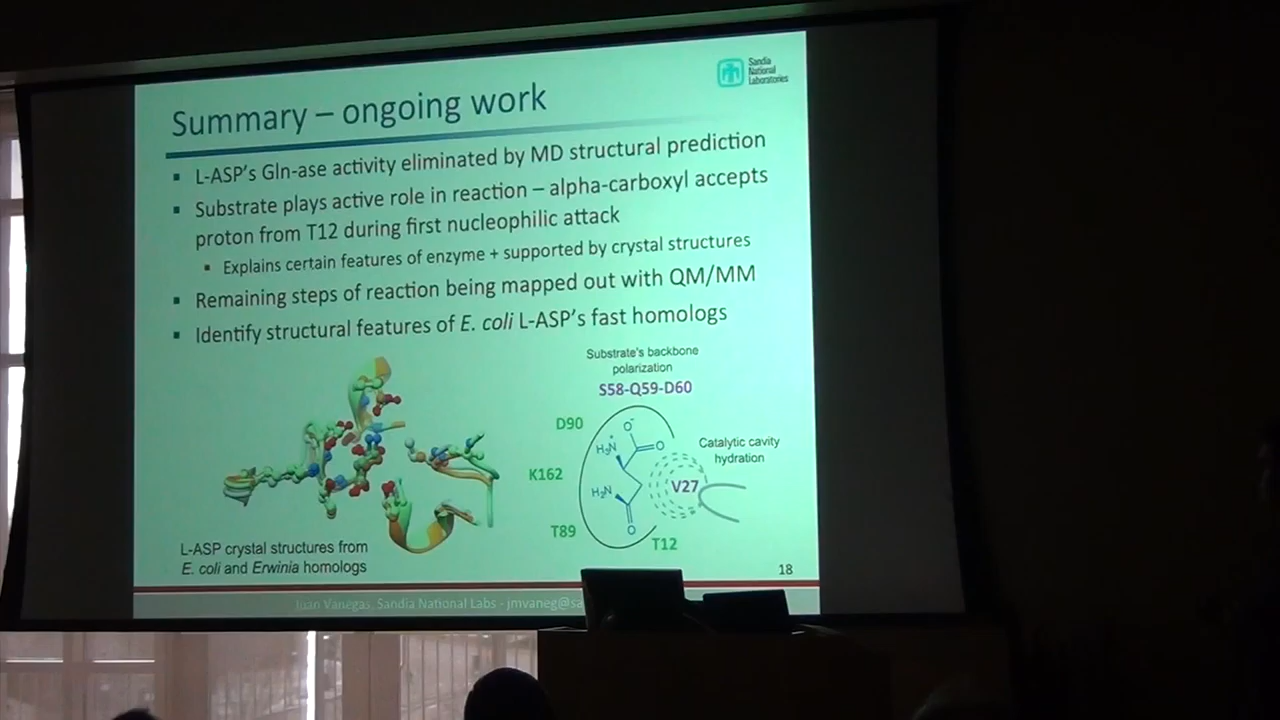 Sandia
National
Laboratories
Summary – ongoing work
▪ L-ASP's Gln-ase activity eliminated by MD structural prediction
▪ Substrate plays active role in reaction – alpha-carboxyl accepts
proton from T12 during first nucleophilic attack
▪ Explains certain features of enzyme + supported by crystal structures
▪ Remaining steps of reaction being mapped out with QM/MM
▪ Identify structural features of E. coli L-ASP's fast homologs
Substrate's backbone
polarization
S58-Q59-D60
D90
O⁻
H₃N⁺
O
Catalytic cavity
hydration
K162
H₂N
V27
O
T89
T12
L-ASP crystal structures from
E. coli and Erwinia homologs
18
Juan Vanegas, Sandia National Labs - jmvaneg@sa